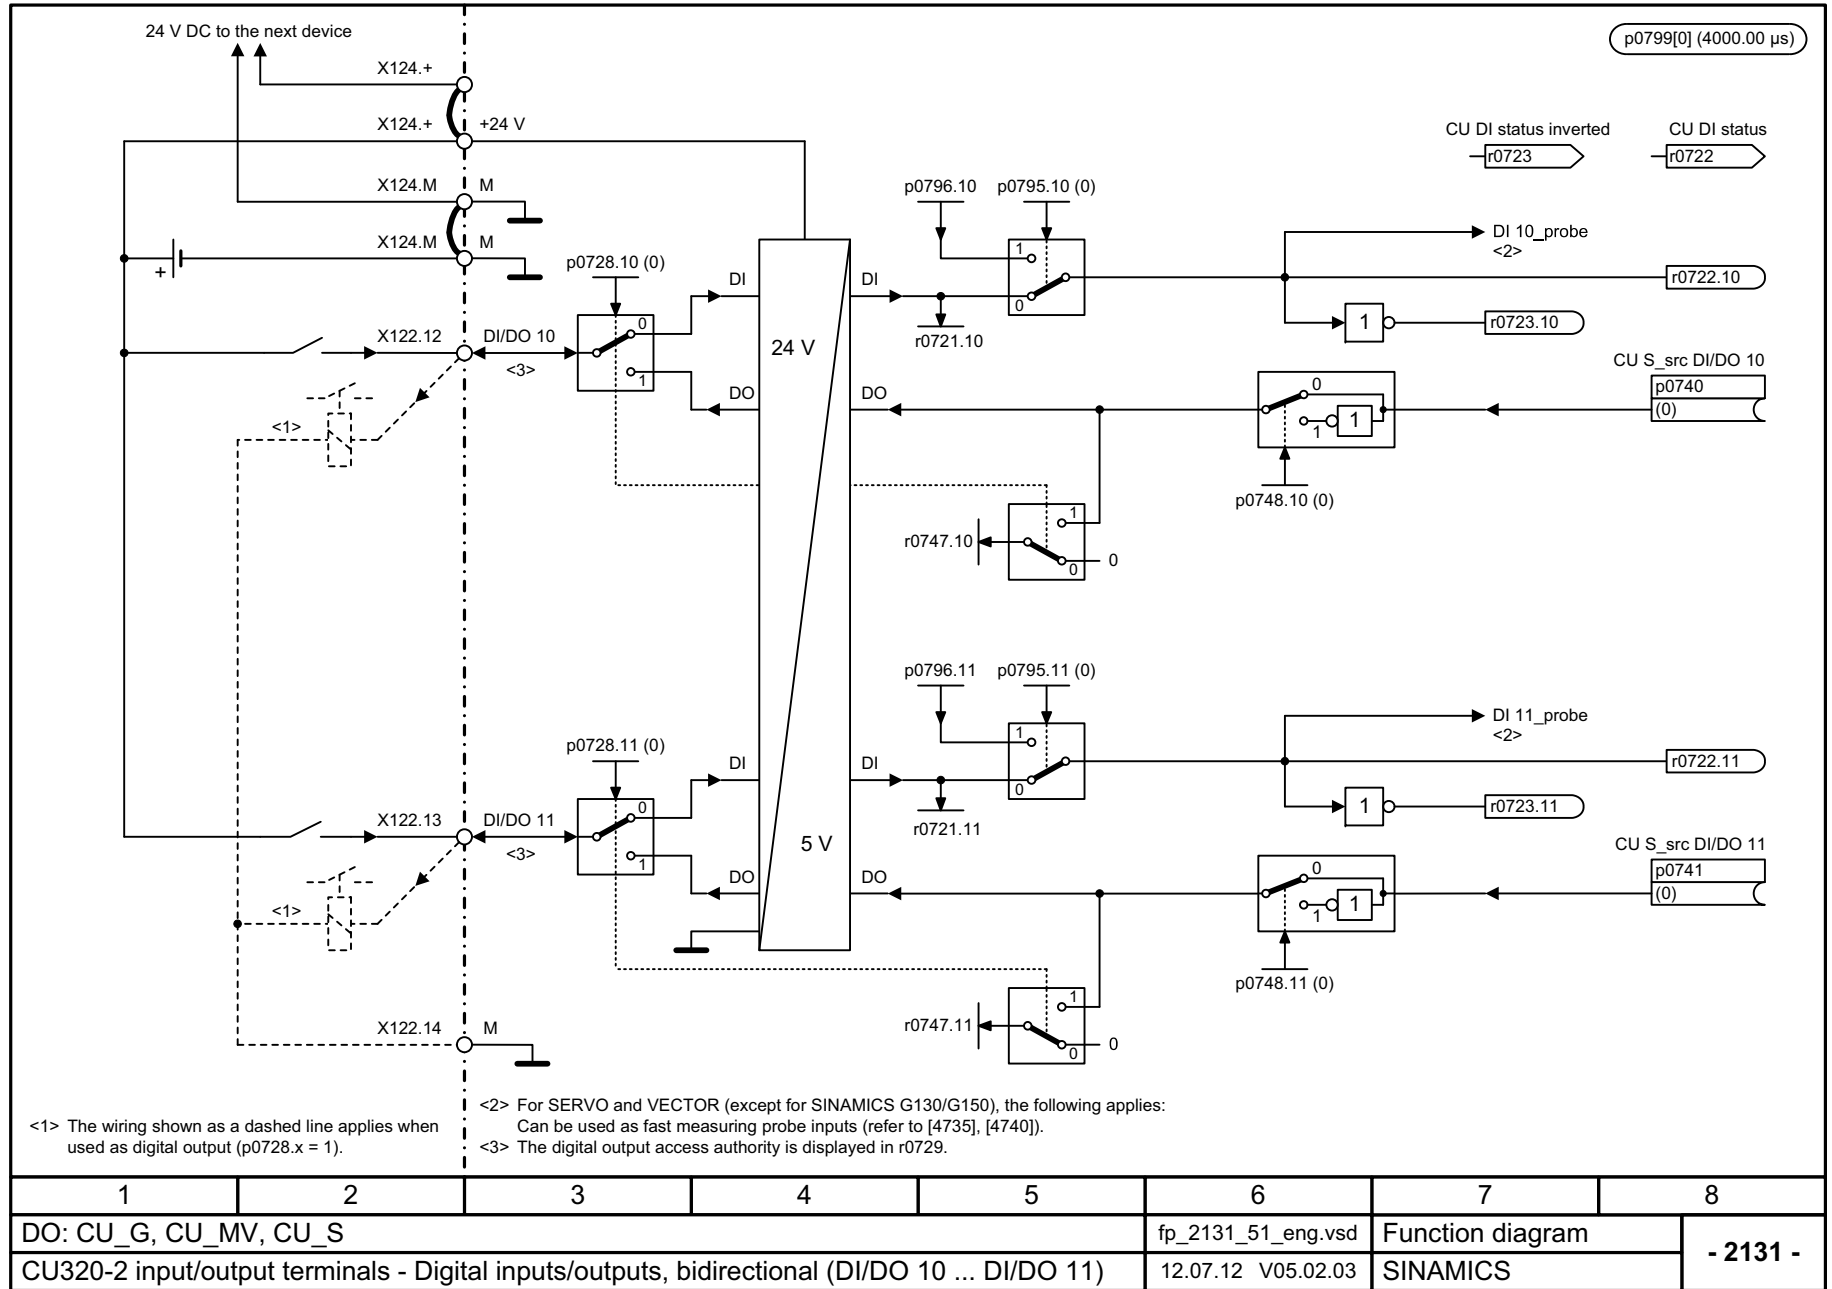 24 V DC to the next device
p0799[0] (4000.00 µs)
X124.+
X124.+ +24 V
CU DI status inverted
r0723
CU DI status
r0722
X124.M M
X124.M M
+
p0796.10 p0795.10 (0)
1
0
DI 10_probe
<2>
r0722.10
1
r0723.10
p0728.10 (0)
0
1
DI
DI
r0721.10
24 V
X122.12 DI/DO 10
<3>
DO
DO
<1>
CU S_src DI/DO 10
p0740
(0)
0
1
1
p0748.10 (0)
r0747.10
1
0
0
p0796.11 p0795.11 (0)
1
0
DI 11_probe
<2>
r0722.11
1
r0723.11
p0728.11 (0)
0
1
DI
DI
r0721.11
5 V
X122.13 DI/DO 11
<3>
DO
DO
<1>
CU S_src DI/DO 11
p0741
(0)
0
1
1
p0748.11 (0)
r0747.11
1
0
0
X122.14 M
<1> The wiring shown as a dashed line applies when
used as digital output (p0728.x = 1).
<2> For SERVO and VECTOR (except for SINAMICS G130/G150), the following applies:
Can be used as fast measuring probe inputs (refer to [4735], [4740]).
<3> The digital output access authority is displayed in r0729.
1 2 3 4 5 6 7 8
DO: CU_G, CU_MV, CU_S
fp_2131_51_eng.vsd
Function diagram
- 2131 -
CU320-2 input/output terminals - Digital inputs/outputs, bidirectional (DI/DO 10 ... DI/DO 11)
12.07.12 V05.02.03
SINAMICS